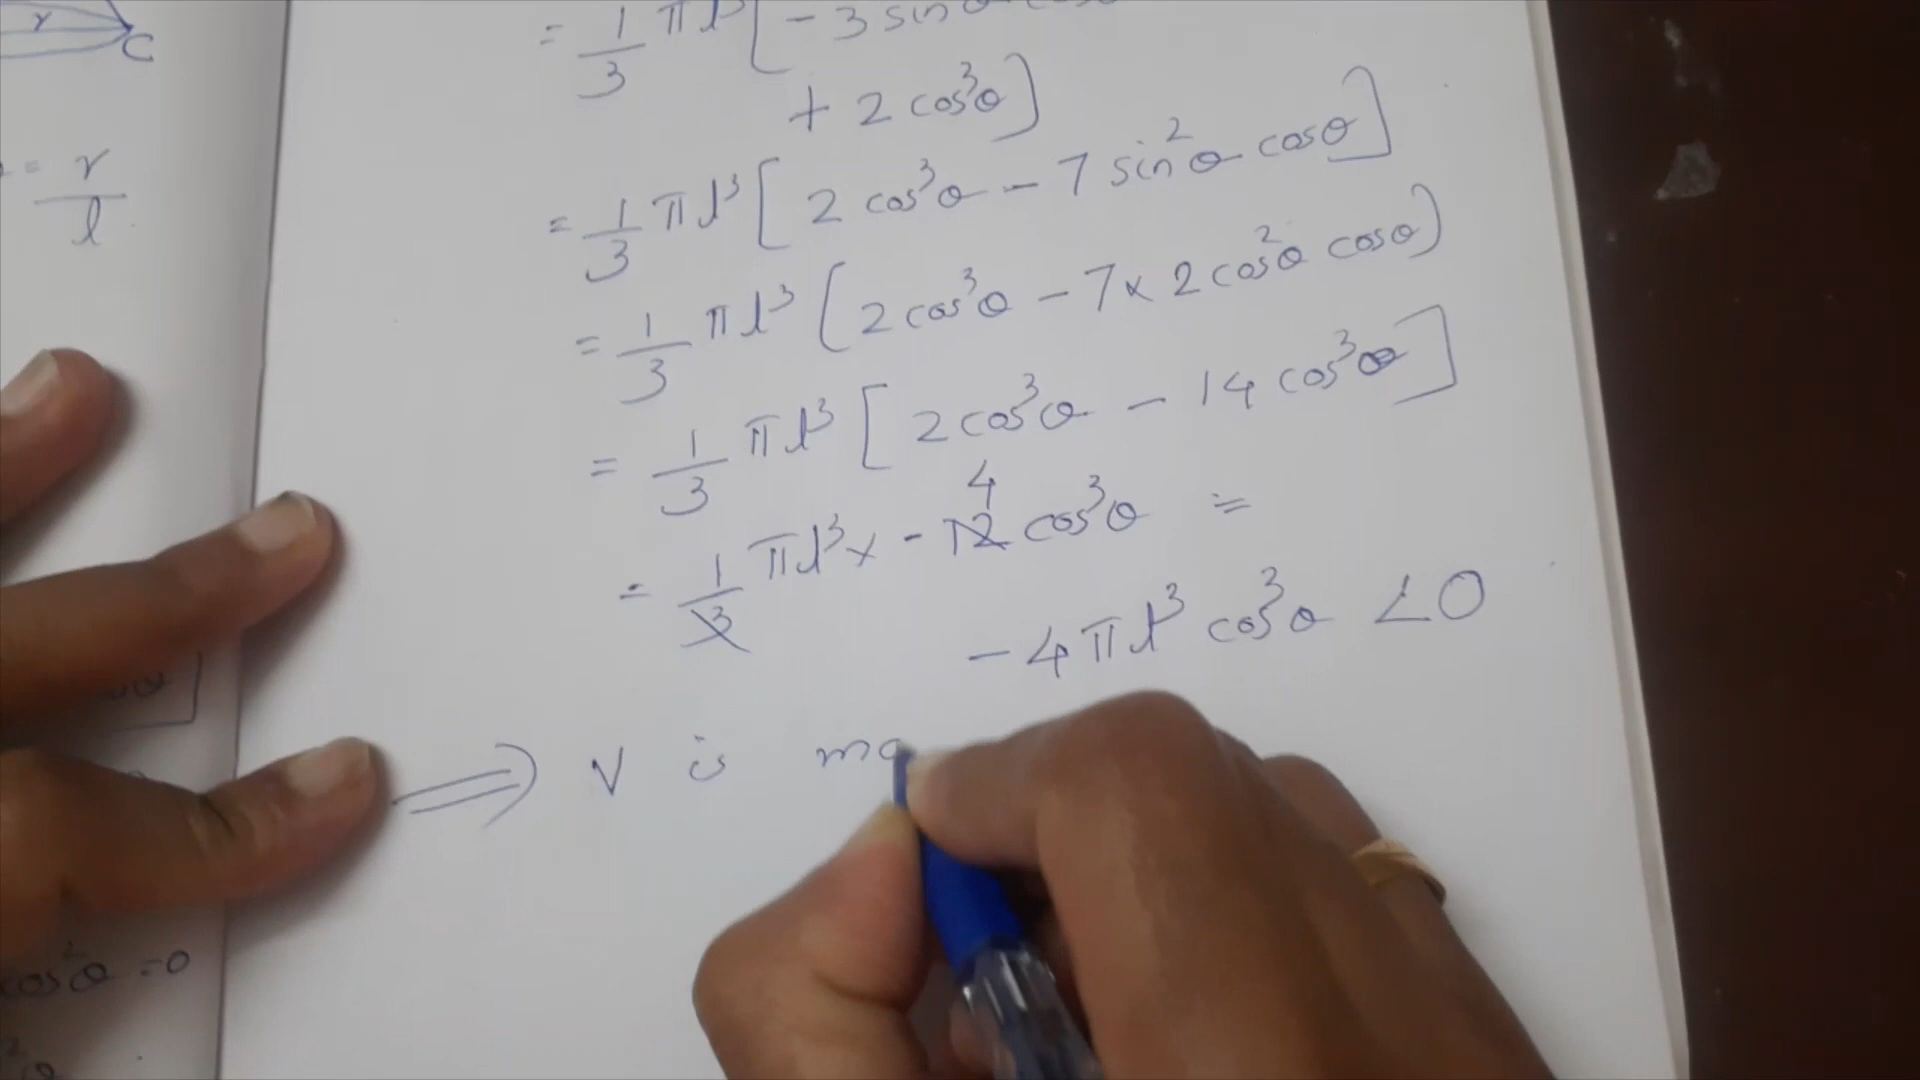 r
C
= r/l
cos²θ = 0
= 1/3 πl³ [ - 3 sin
+ 2 cos³θ ]
= 1/3 πl³ [ 2 cos³θ - 7 sin²θ cosθ ]
= 1/3 πl³ ( 2 cos³θ - 7 × 2 cos²θ cosθ )
= 1/3 πl³ [ 2 cos³θ - 14 cos³θ ]
4
= 1/3 πl³ x - 12 cos³θ =
- 4πl³ cos³θ < 0
⟹ V is ma